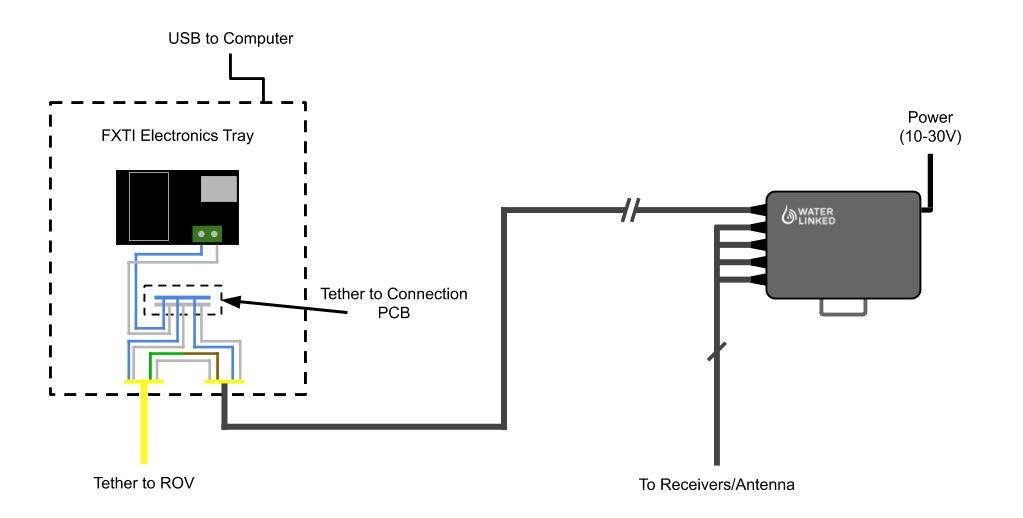 USB to Computer
FXTI Electronics Tray
Power
(10-30V)
WATER
LINKED
Tether to Connection
PCB
Tether to ROV
To Receivers/Antenna